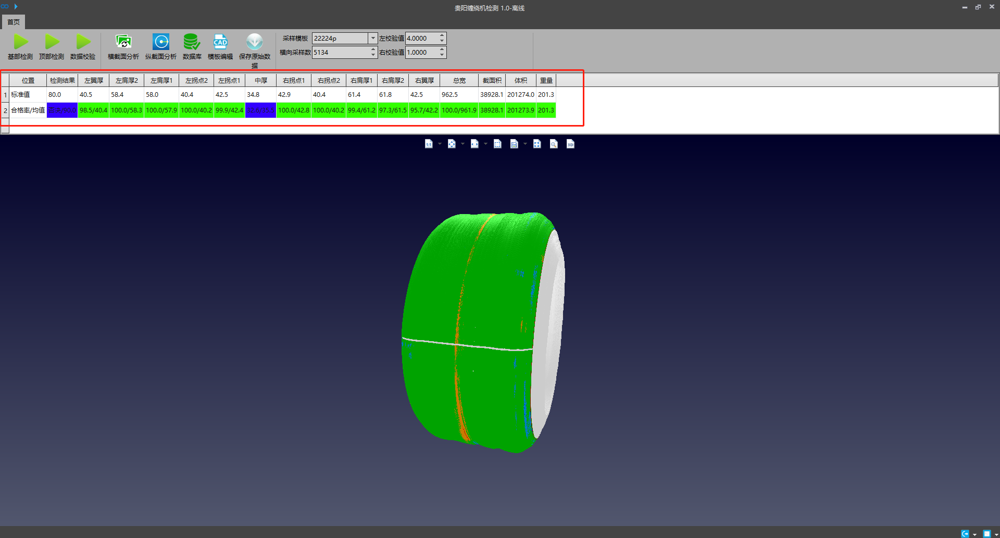 贵阳缠绕机检测 1.0-离线
首页
基部检测 顶部检测 数据校验 横截面分析 纵截面分析 数据库 CAD 模板编辑 保存原始数据
采样模板 22224p 左校验值 4.0000
横向采样数 5134 右校验值 1.0000
位置 检测结果 左翼厚 左肩厚2 左肩厚1 左拐点2 左拐点1 中厚 右拐点1 右拐点2 右肩厚1 右肩厚2 右翼厚 总宽 截面积 体积 重量
1 标准值 80.0 40.5 58.4 58.0 40.4 42.5 34.8 42.9 40.4 61.4 61.8 42.5 962.5 38928.1 201274.0 201.3
2 合格率/均值 98.5/40.4 100.0/58.3 100.0/57.9 100.0/40.2 99.9/42.4 100.0/42.8 100.0/40.2 99.4/61.2 97.3/61.5 95.7/42.2 100.0/961.9 38928.1 201273.9 201.3
1:1 3D